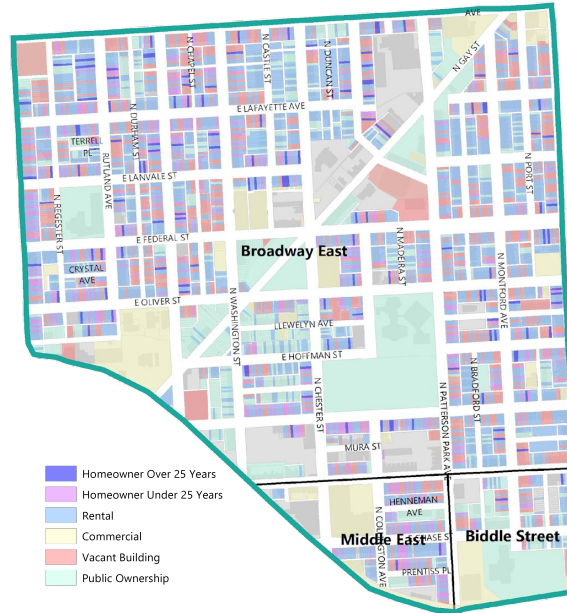 AVE
N GAY ST
N CHAPEL ST
N CASTLE ST
N DUNCAN ST
E LAFAYETTE AVE
N DURHAM ST
TERRELL
PL
RUTLAND AVE
E LANVALE ST
N PORT ST
N REGESTER ST
E FEDERAL ST
Broadway East
N MADEIRA ST
CRYSTAL
AVE
N MONTFORD AVE
E OLIVER ST
N WASHINGTON ST
LLEWELYN AVE
E HOFFMAN ST
N BRADFORD ST
N CHESTER ST
N PATTERSON PARK AVE
MURA ST
HENNEMAN
AVE
N COLLINGTON AVE
Middle East
CHASE ST
Biddle Street
PRENTISS PL
Homeowner Over 25 Years
Homeowner Under 25 Years
Rental
Commercial
Vacant Building
Public Ownership